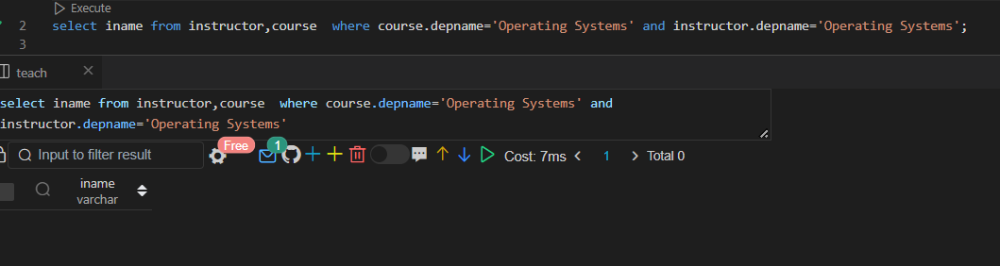 Execute
2 select iname from instructor,course  where course.depname='Operating Systems' and instructor.depname='Operating Systems';
3
teach
select iname from instructor,course  where course.depname='Operating Systems' and
instructor.depname='Operating Systems'
Input to filter result Free 1 Cost: 7ms 1 Total 0
iname
varchar